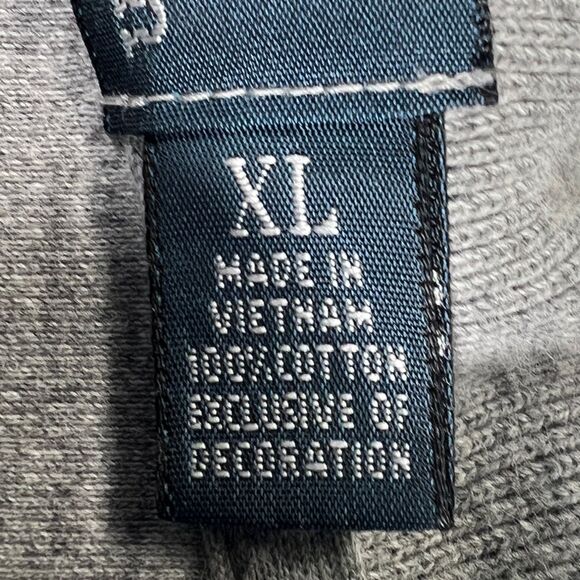 XL
MADE IN
VIETNAM
100% COTTON
EXCLUSIVE OF
DECORATION